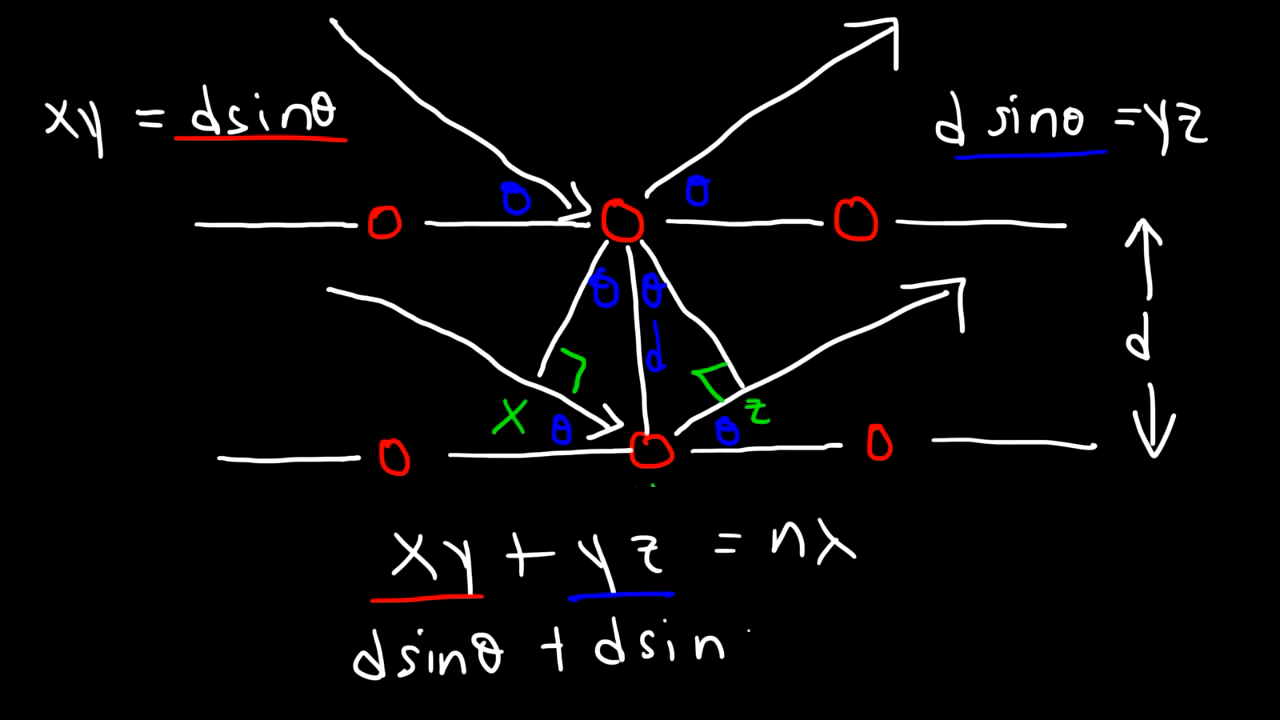 xy = dsinθ
d sinθ = yz
θ θ
θ θ
d
d
x θ θ z
xy + yz = nλ
dsinθ + dsin